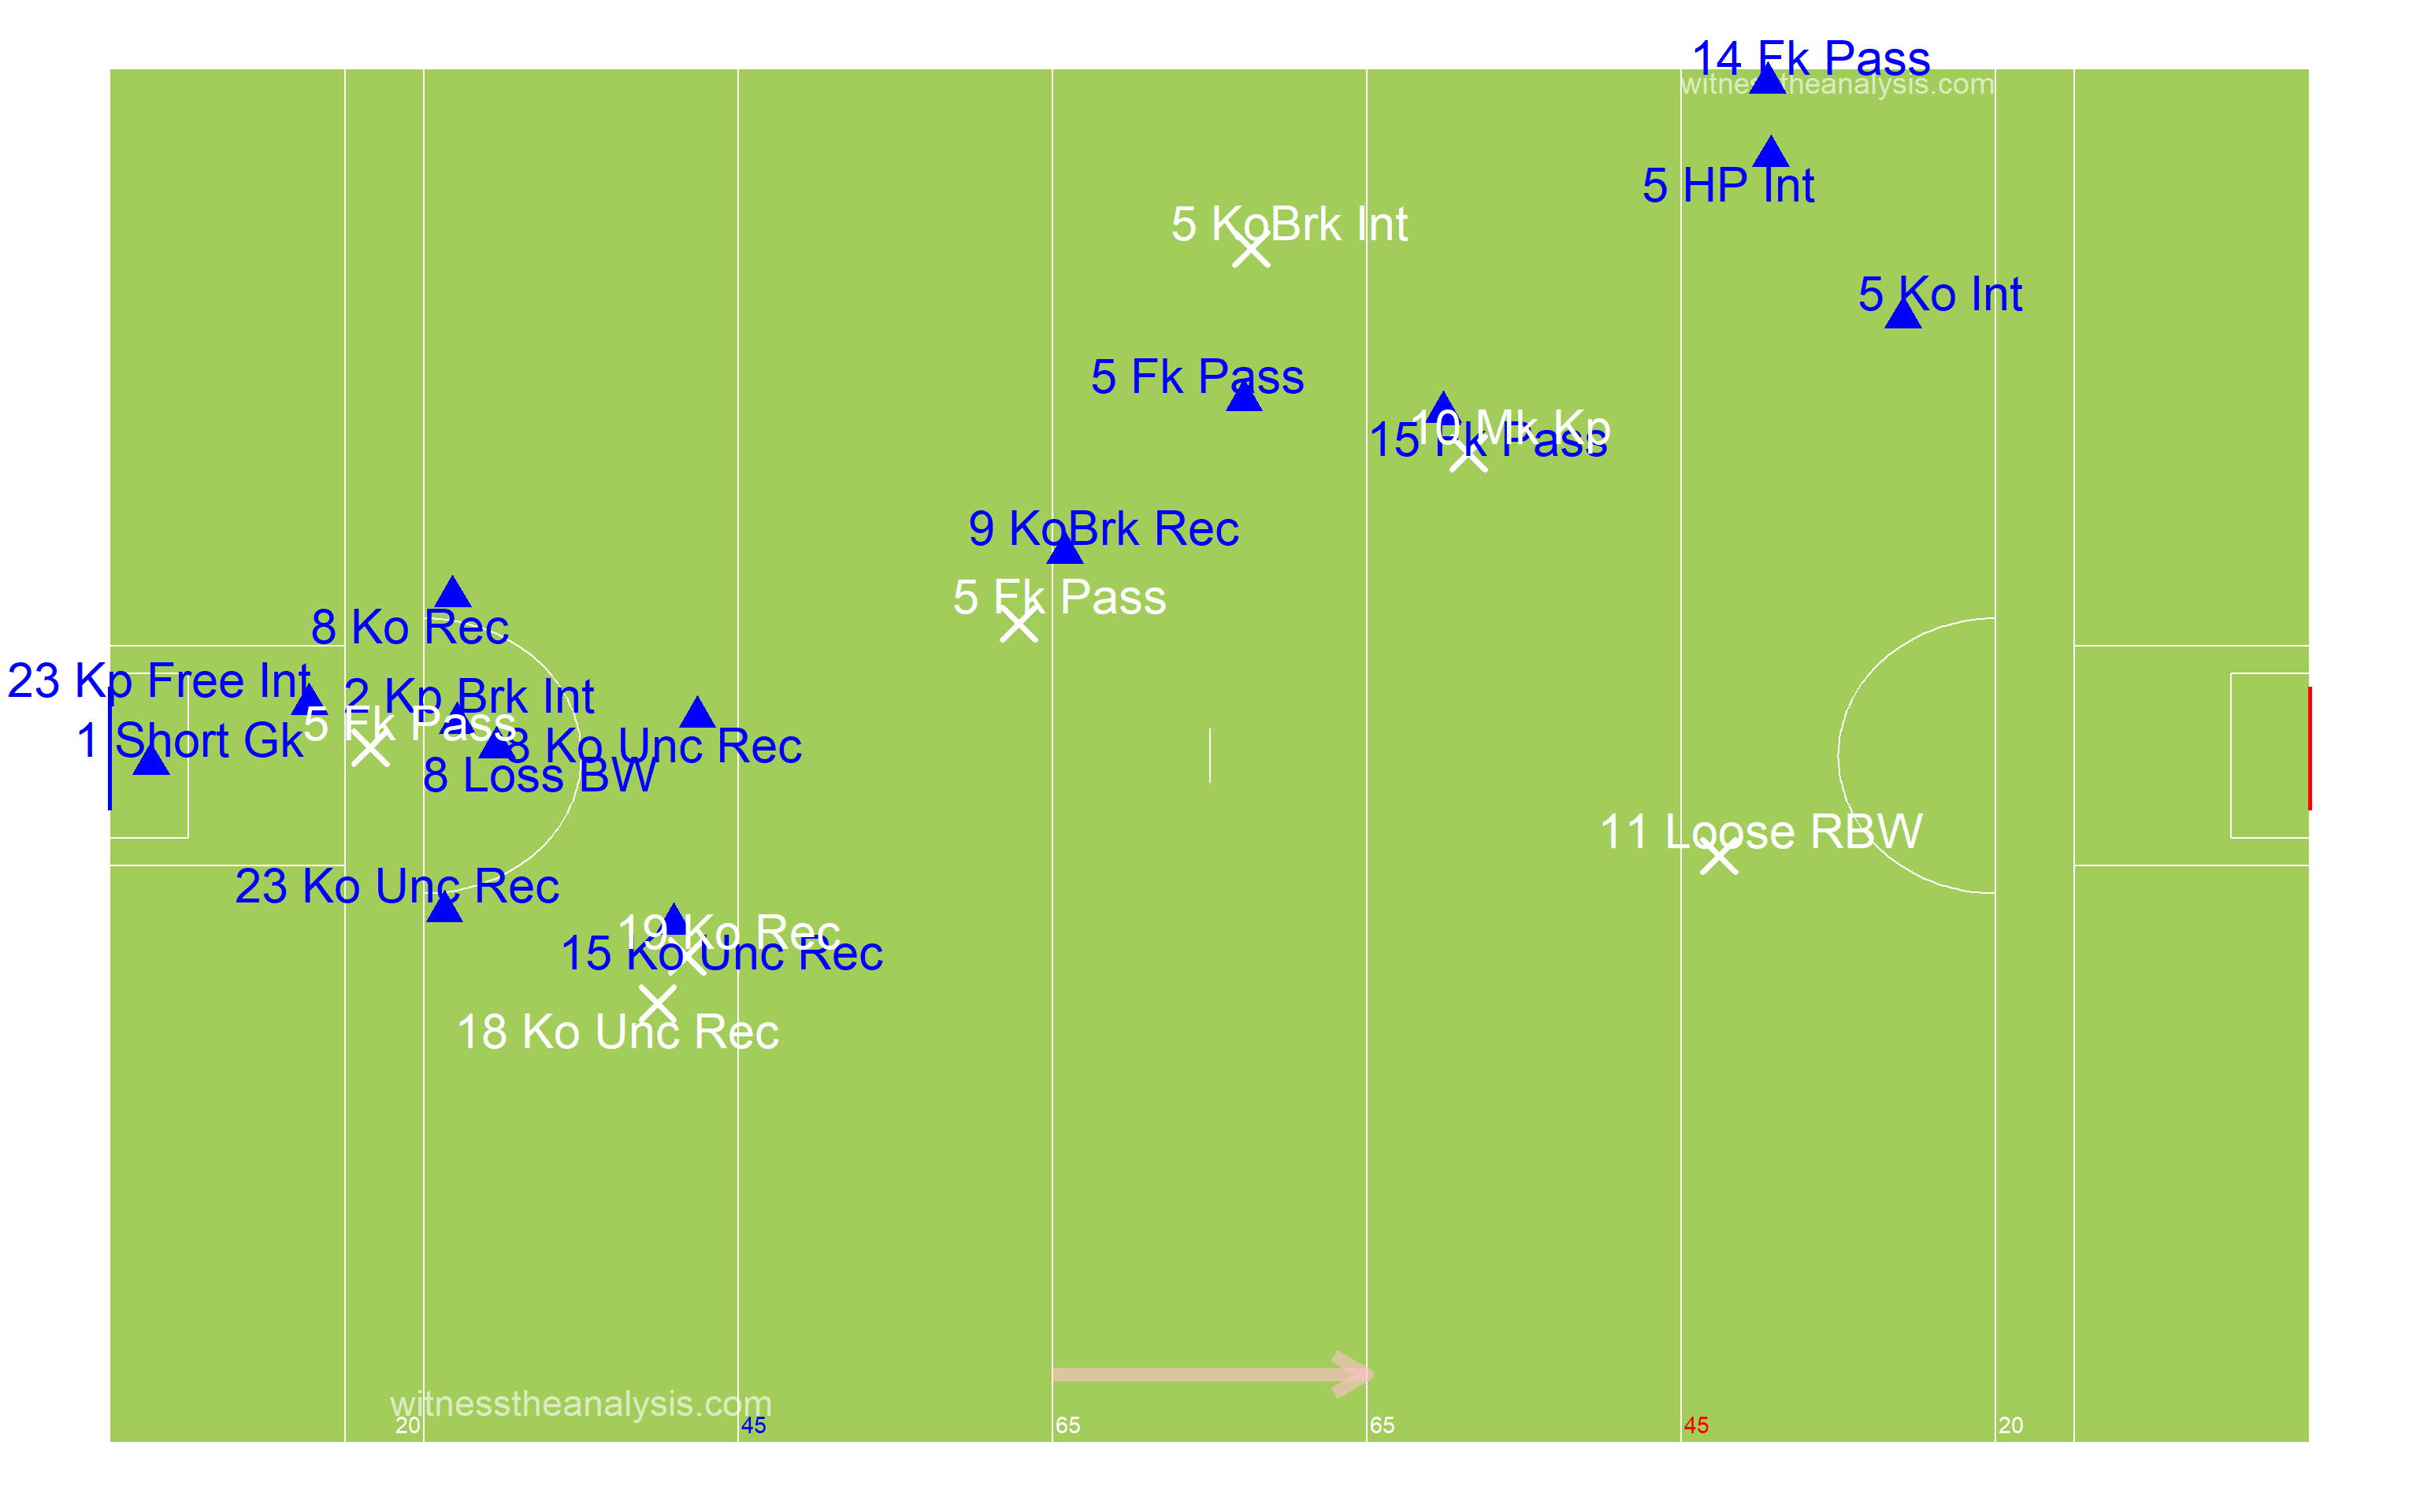 14 Fk Pass
witnesstheanalysis.com
5 HP Int
5 KoBrk Int
5 Ko Int
5 Fk Pass
10 Mk Kp
15 Fk Pass
9 KoBrk Rec
5 Fk Pass
8 Ko Rec
23 Kp Free Int
2 Kp Brk Int
5 Fk Pass
1 Short Gk
Ko Unc Rec
8 Loss BW
11 Loose RBW
23 Ko Unc Rec
19 Ko Rec
15 Ko Unc Rec
18 Ko Unc Rec
witnesstheanalysis.com
20
45
65
65
45
20